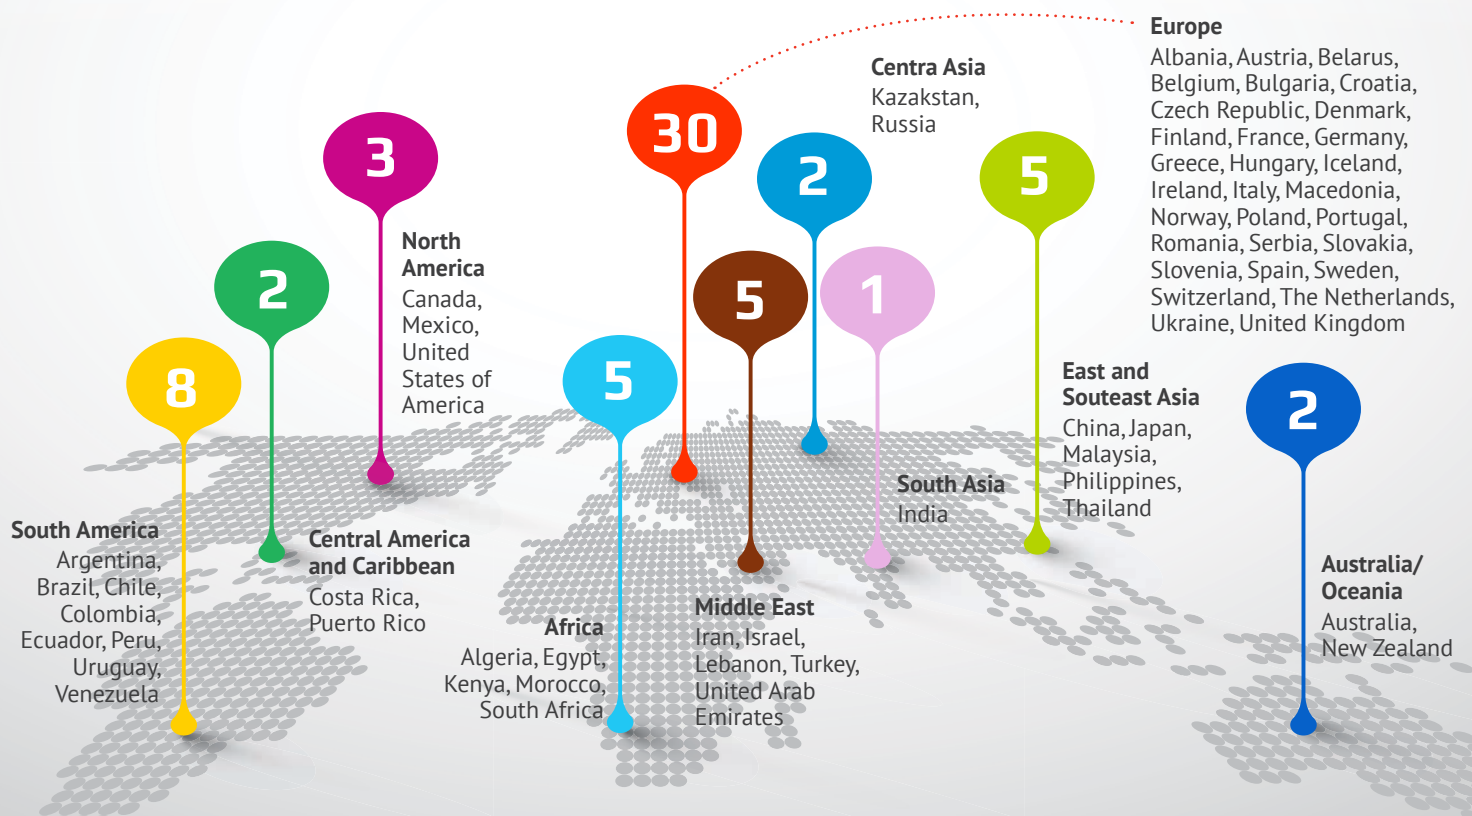 Europe
Albania, Austria, Belarus,
Belgium, Bulgaria, Croatia,
Czech Republic, Denmark,
Finland, France, Germany,
Greece, Hungary, Iceland,
Ireland, Italy, Macedonia,
Norway, Poland, Portugal,
Romania, Serbia, Slovakia,
Slovenia, Spain, Sweden,
Switzerland, The Netherlands,
Ukraine, United Kingdom
30
Centra Asia
Kazakstan,
Russia
2
3
North
America
Canada,
Mexico,
United
States of
America
2
Central America
and Caribbean
Costa Rica,
Puerto Rico
8
South America
Argentina,
Brazil, Chile,
Colombia,
Ecuador, Peru,
Uruguay,
Venezuela
5
Africa
Algeria, Egypt,
Kenya, Morocco,
South Africa
5
Middle East
Iran, Israel,
Lebanon, Turkey,
United Arab
Emirates
1
South Asia
India
5
East and
Souteast Asia
China, Japan,
Malaysia,
Philippines,
Thailand
2
Australia/
Oceania
Australia,
New Zealand